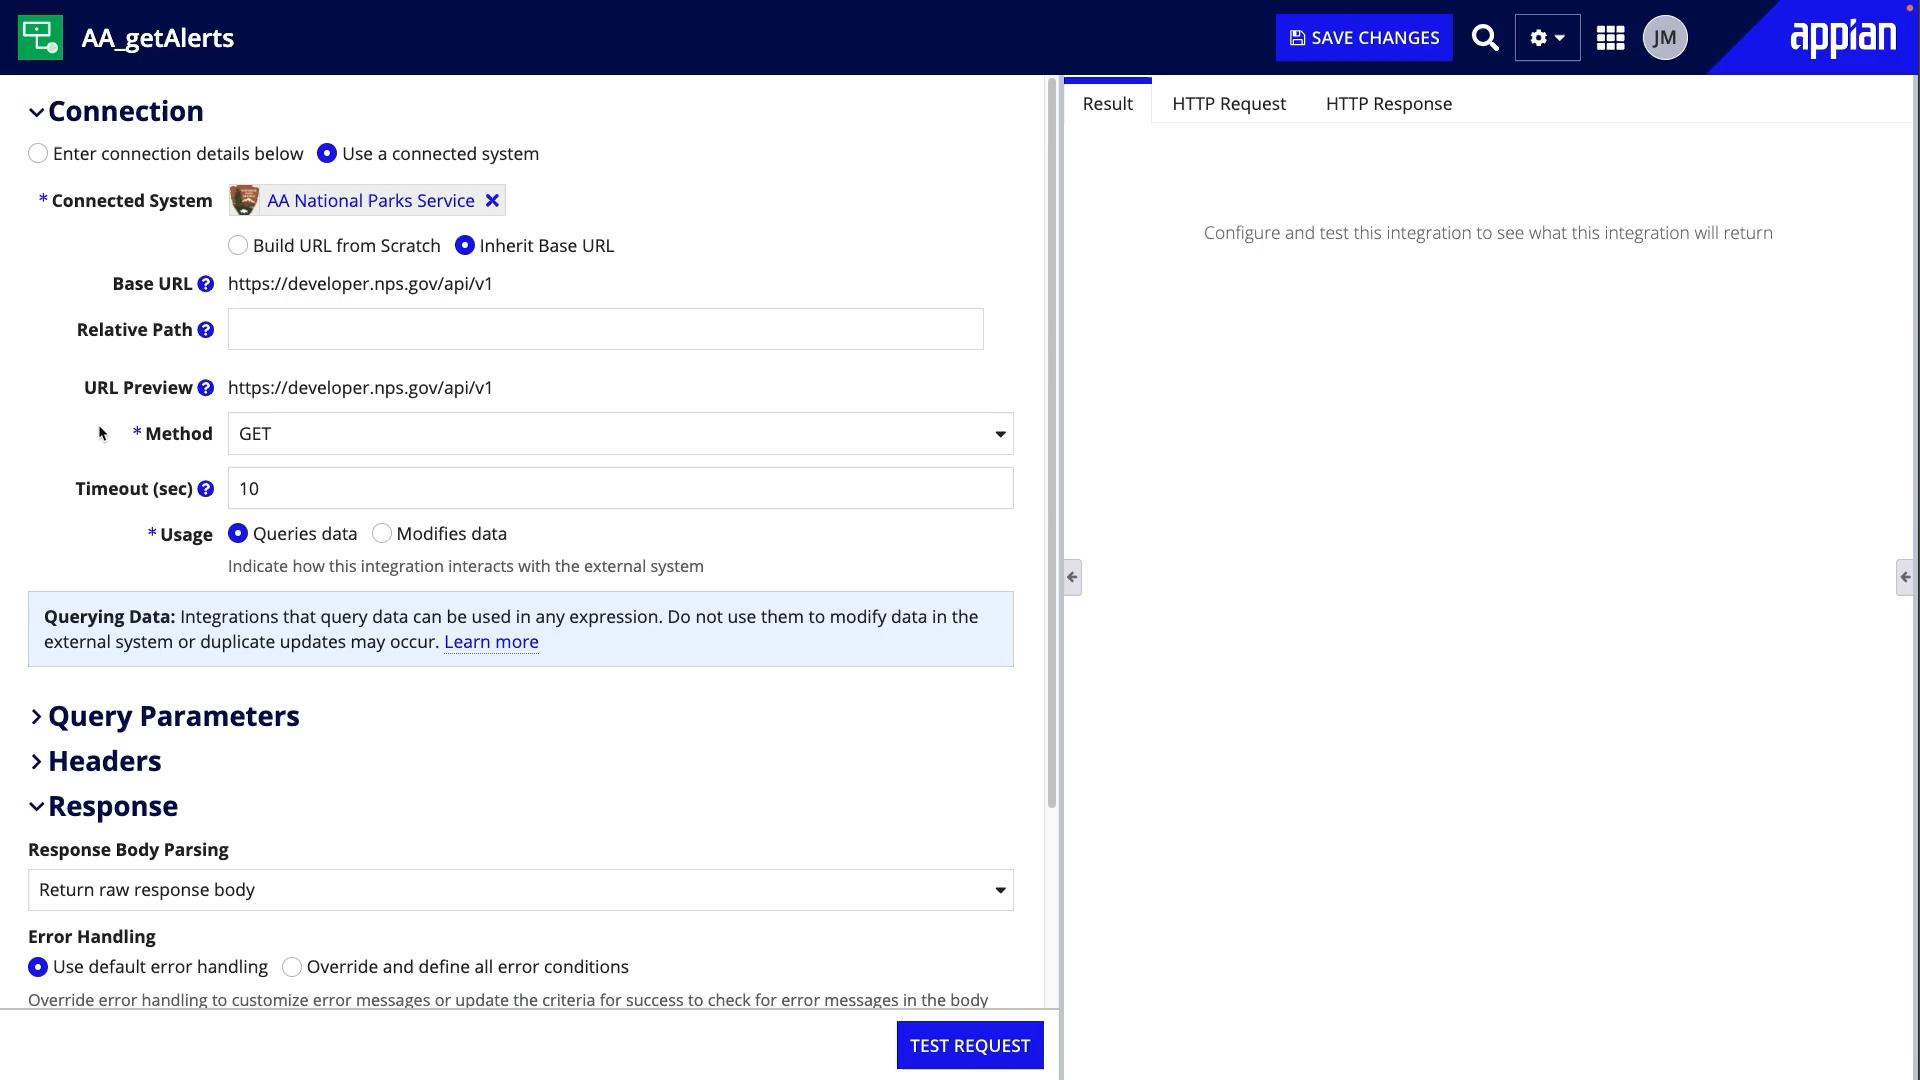 AA_getAlerts
SAVE CHANGES
JM
appian
Connection
Enter connection details below
Use a connected system
* Connected System
AA National Parks Service
Build URL from Scratch
Inherit Base URL
Base URL
https://developer.nps.gov/api/v1
Relative Path
URL Preview
https://developer.nps.gov/api/v1
* Method
GET
Timeout (sec)
10
* Usage
Queries data
Modifies data
Indicate how this integration interacts with the external system
Querying Data: Integrations that query data can be used in any expression. Do not use them to modify data in the
external system or duplicate updates may occur. Learn more
Query Parameters
Headers
Response
Response Body Parsing
Return raw response body
Error Handling
Use default error handling
Override and define all error conditions
Override error handling to customize error messages or update the criteria for success to check for error messages in the body
TEST REQUEST
Result
HTTP Request
HTTP Response
Configure and test this integration to see what this integration will return